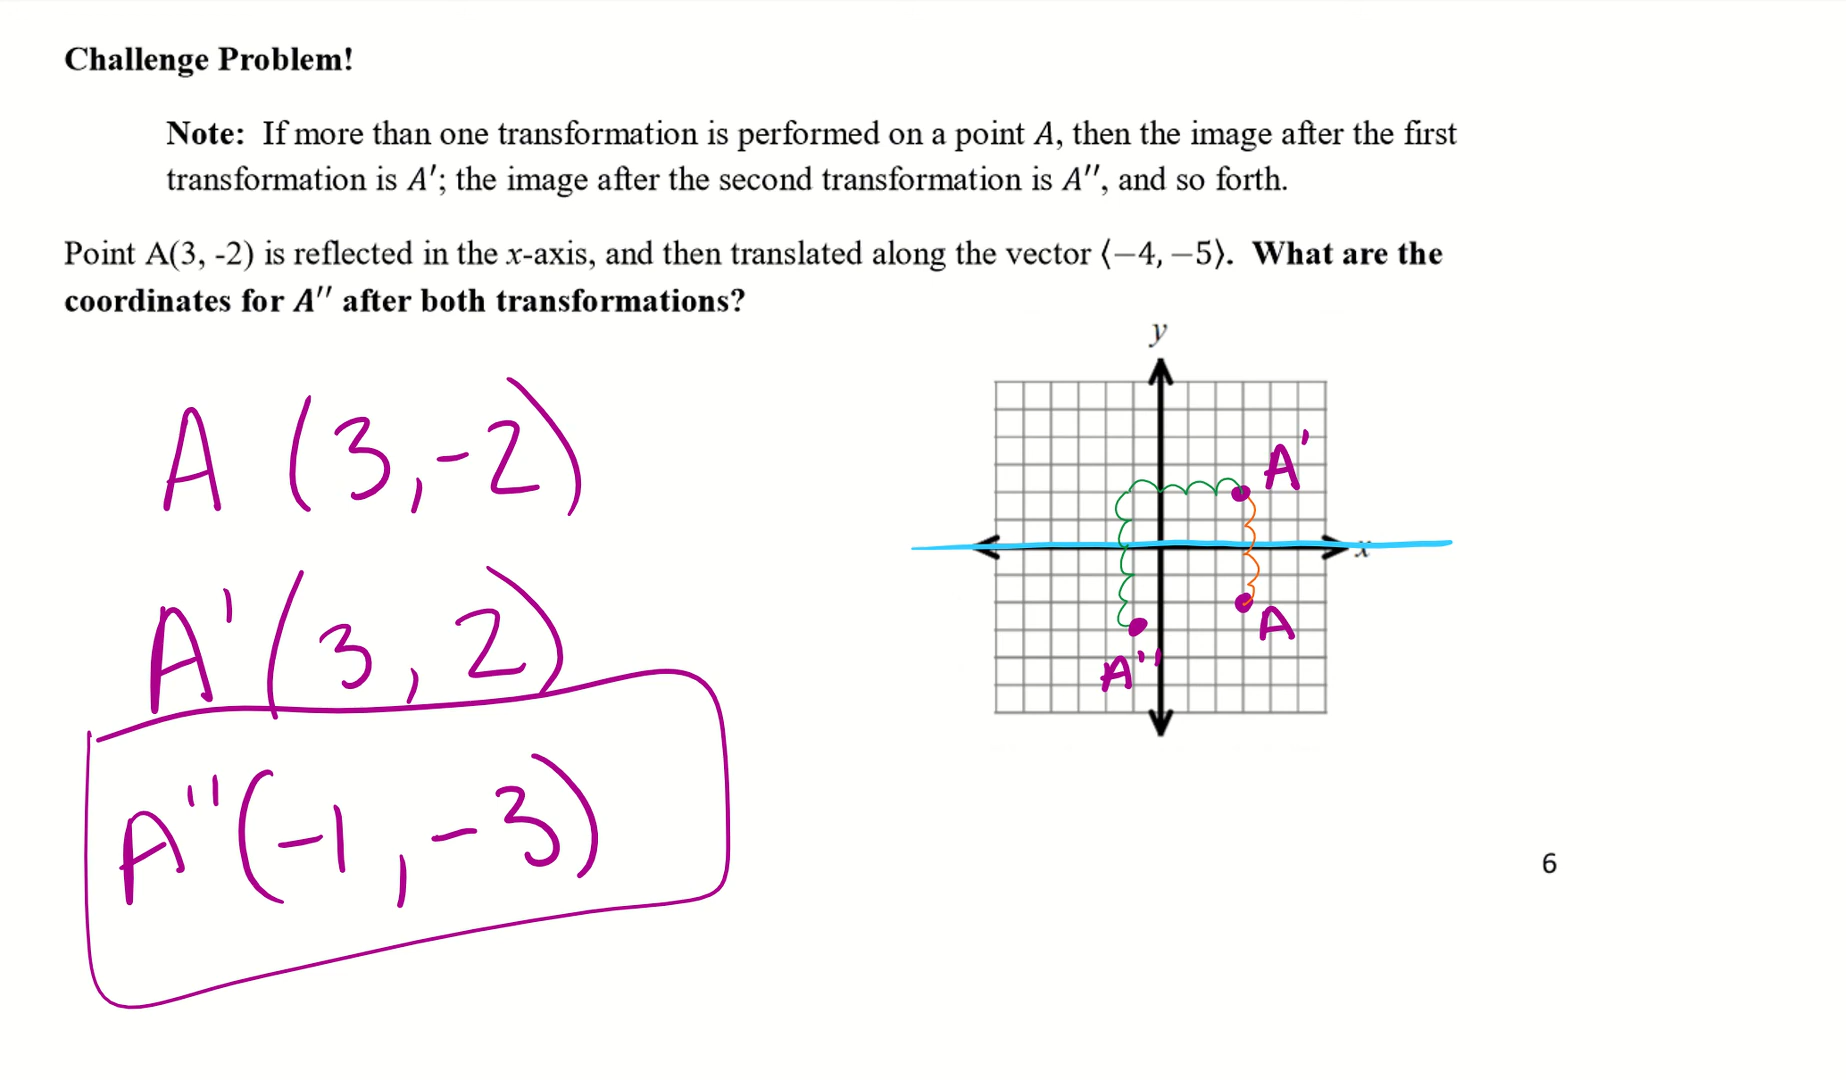 Challenge Problem!
Note: If more than one transformation is performed on a point A, then the image after the first
transformation is A′; the image after the second transformation is A′′, and so forth.
Point A(3, -2) is reflected in the x-axis, and then translated along the vector ⟨−4, −5⟩. What are the
coordinates for A′′ after both transformations?
y
A (3,-2)
A'
x
A' (3,2)
A
A''
A'' (-1,-3)
6